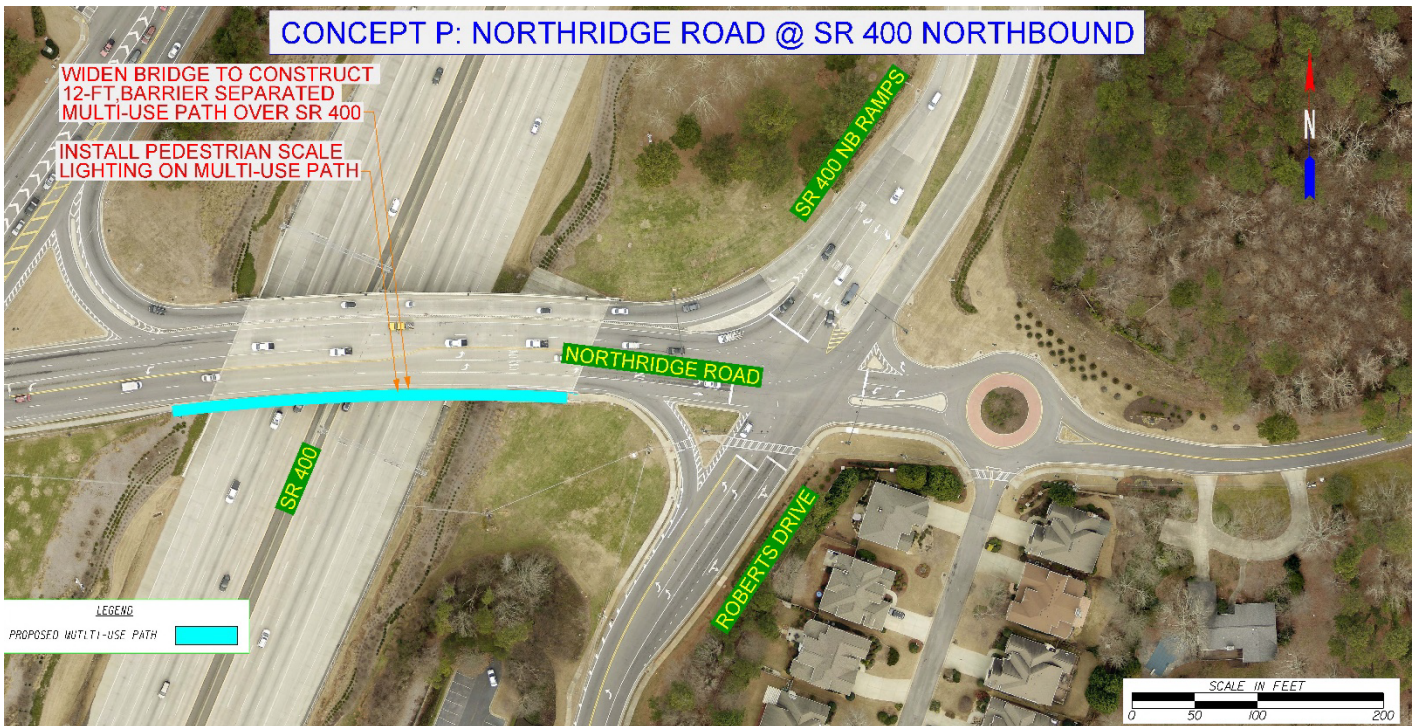 CONCEPT P: NORTHRIDGE ROAD @ SR 400 NORTHBOUND
WIDEN BRIDGE TO CONSTRUCT
12-FT,BARRIER SEPARATED
MULTI-USE PATH OVER SR 400
INSTALL PEDESTRIAN SCALE
LIGHTING ON MULTI-USE PATH
SR 400 NB RAMPS
N
NORTHRIDGE ROAD
SR 400
ROBERTS DRIVE
LEGEND
PROPOSED MUTLTI-USE PATH
SCALE IN FEET
0 50 100 200